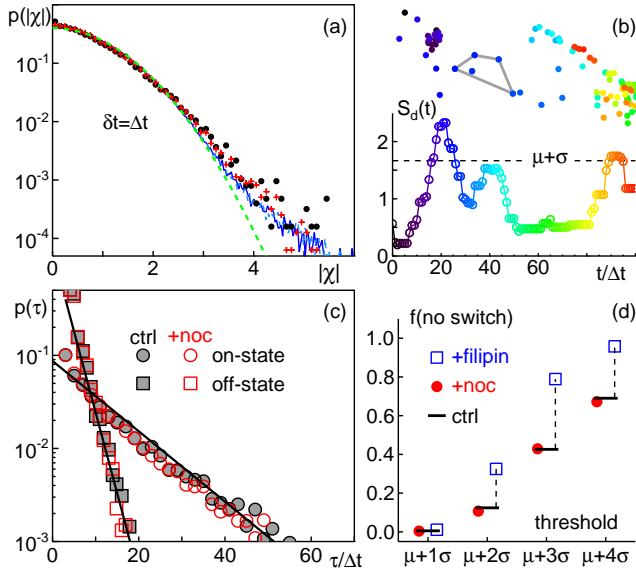 p(|χ|)
(a)
10⁻¹
10⁻²
10⁻³
10⁻⁴
δt=Δt
0
2
4
|χ|
(b)
S_d(t)
2
1
0
μ+σ
0
20
40
60
t/Δt
p(τ)
(c)
ctrl
+noc
on-state
off-state
10⁻¹
10⁻²
10⁻³
0
20
40
60
τ/Δt
(d)
f(no switch)
+filipin
+noc
ctrl
1.0
0.8
0.6
0.4
0.2
0.0
threshold
μ+1σ
μ+2σ
μ+3σ
μ+4σ